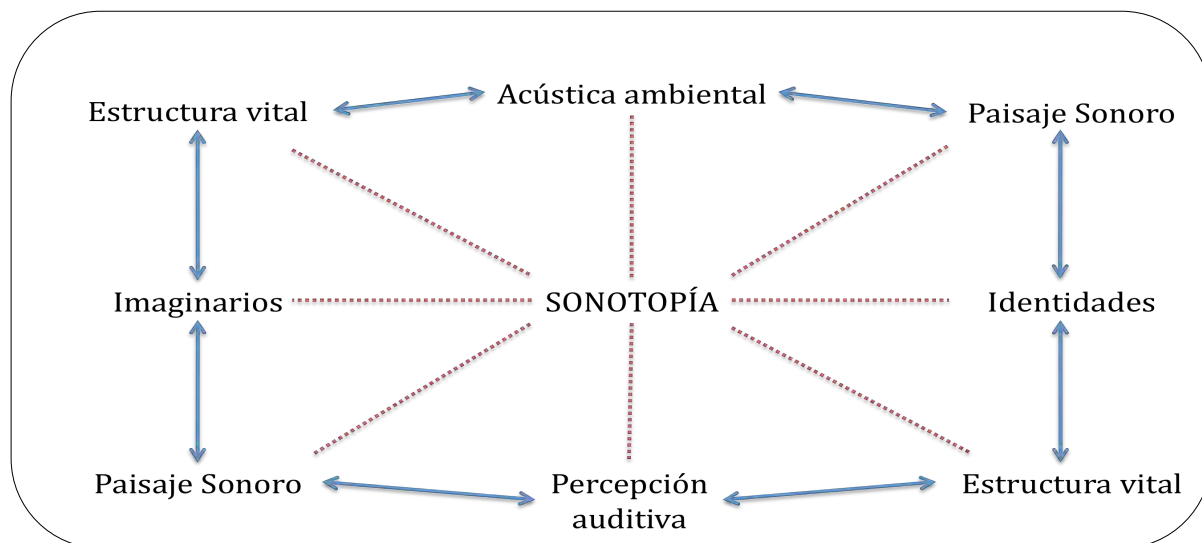 Estructura vital
Acústica ambiental
Paisaje Sonoro
Imaginarios
SONOTOPÍA
Identidades
Paisaje Sonoro
Percepción
auditiva
Estructura vital